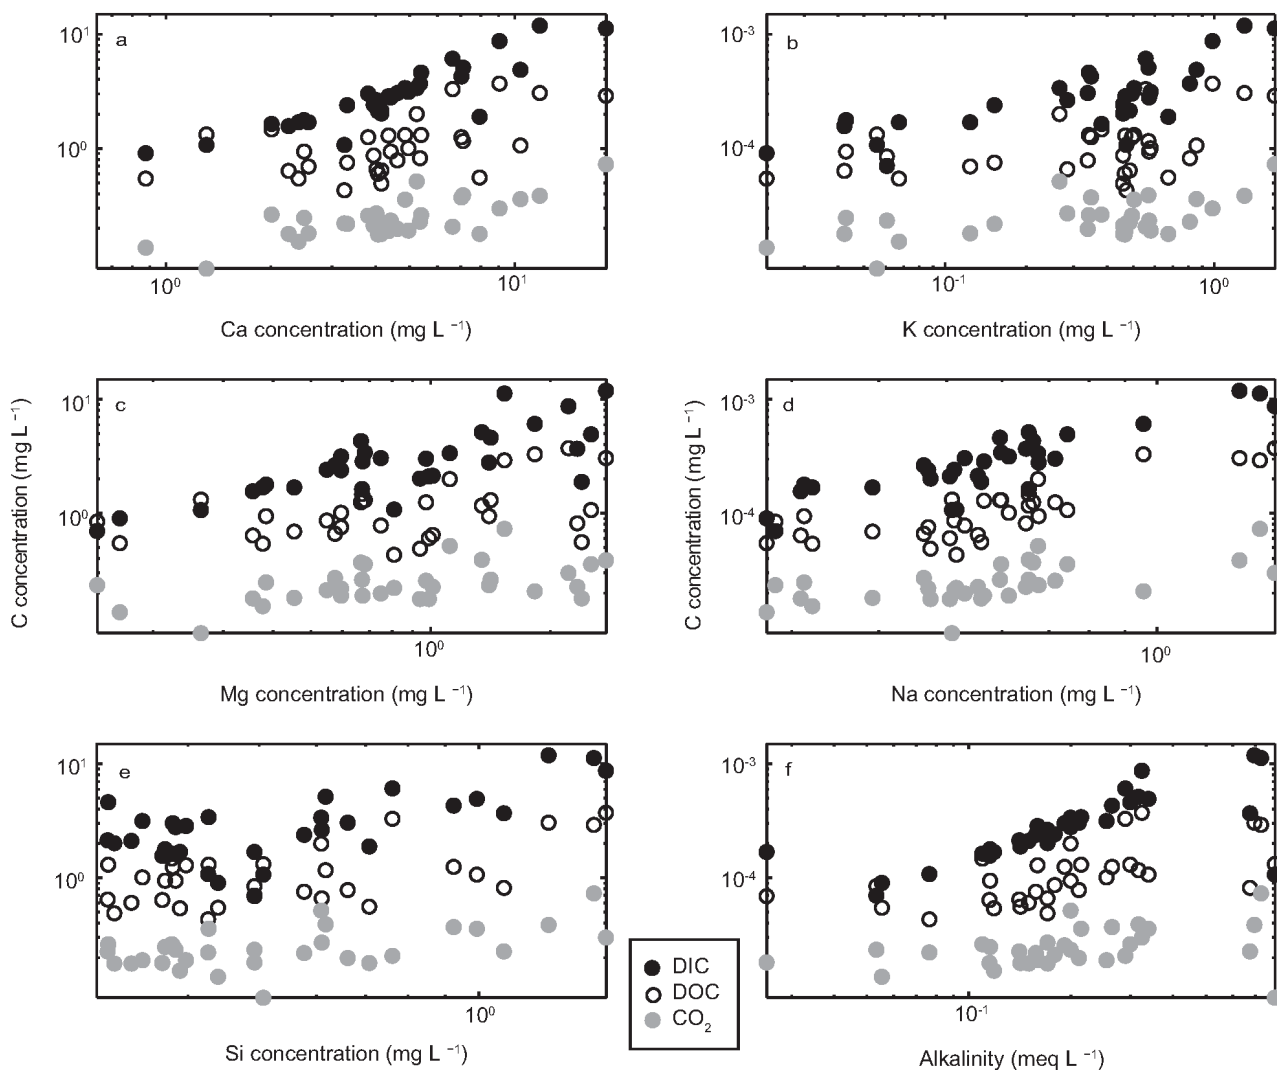 a
10¹
10⁰
10⁰
10¹
Ca concentration (mg L ⁻¹)
b
10⁻³
10⁻⁴
10⁻¹
10⁰
K concentration (mg L ⁻¹)
C concentration (mg L ⁻¹)
c
10¹
10⁰
10⁰
Mg concentration (mg L ⁻¹)
C concentration (mg L ⁻¹)
d
10⁻³
10⁻⁴
10⁰
Na concentration (mg L ⁻¹)
e
10¹
10⁰
10⁰
Si concentration (mg L ⁻¹)
f
10⁻³
10⁻⁴
10⁻¹
Alkalinity (meq L ⁻¹)
DIC
DOC
CO₂